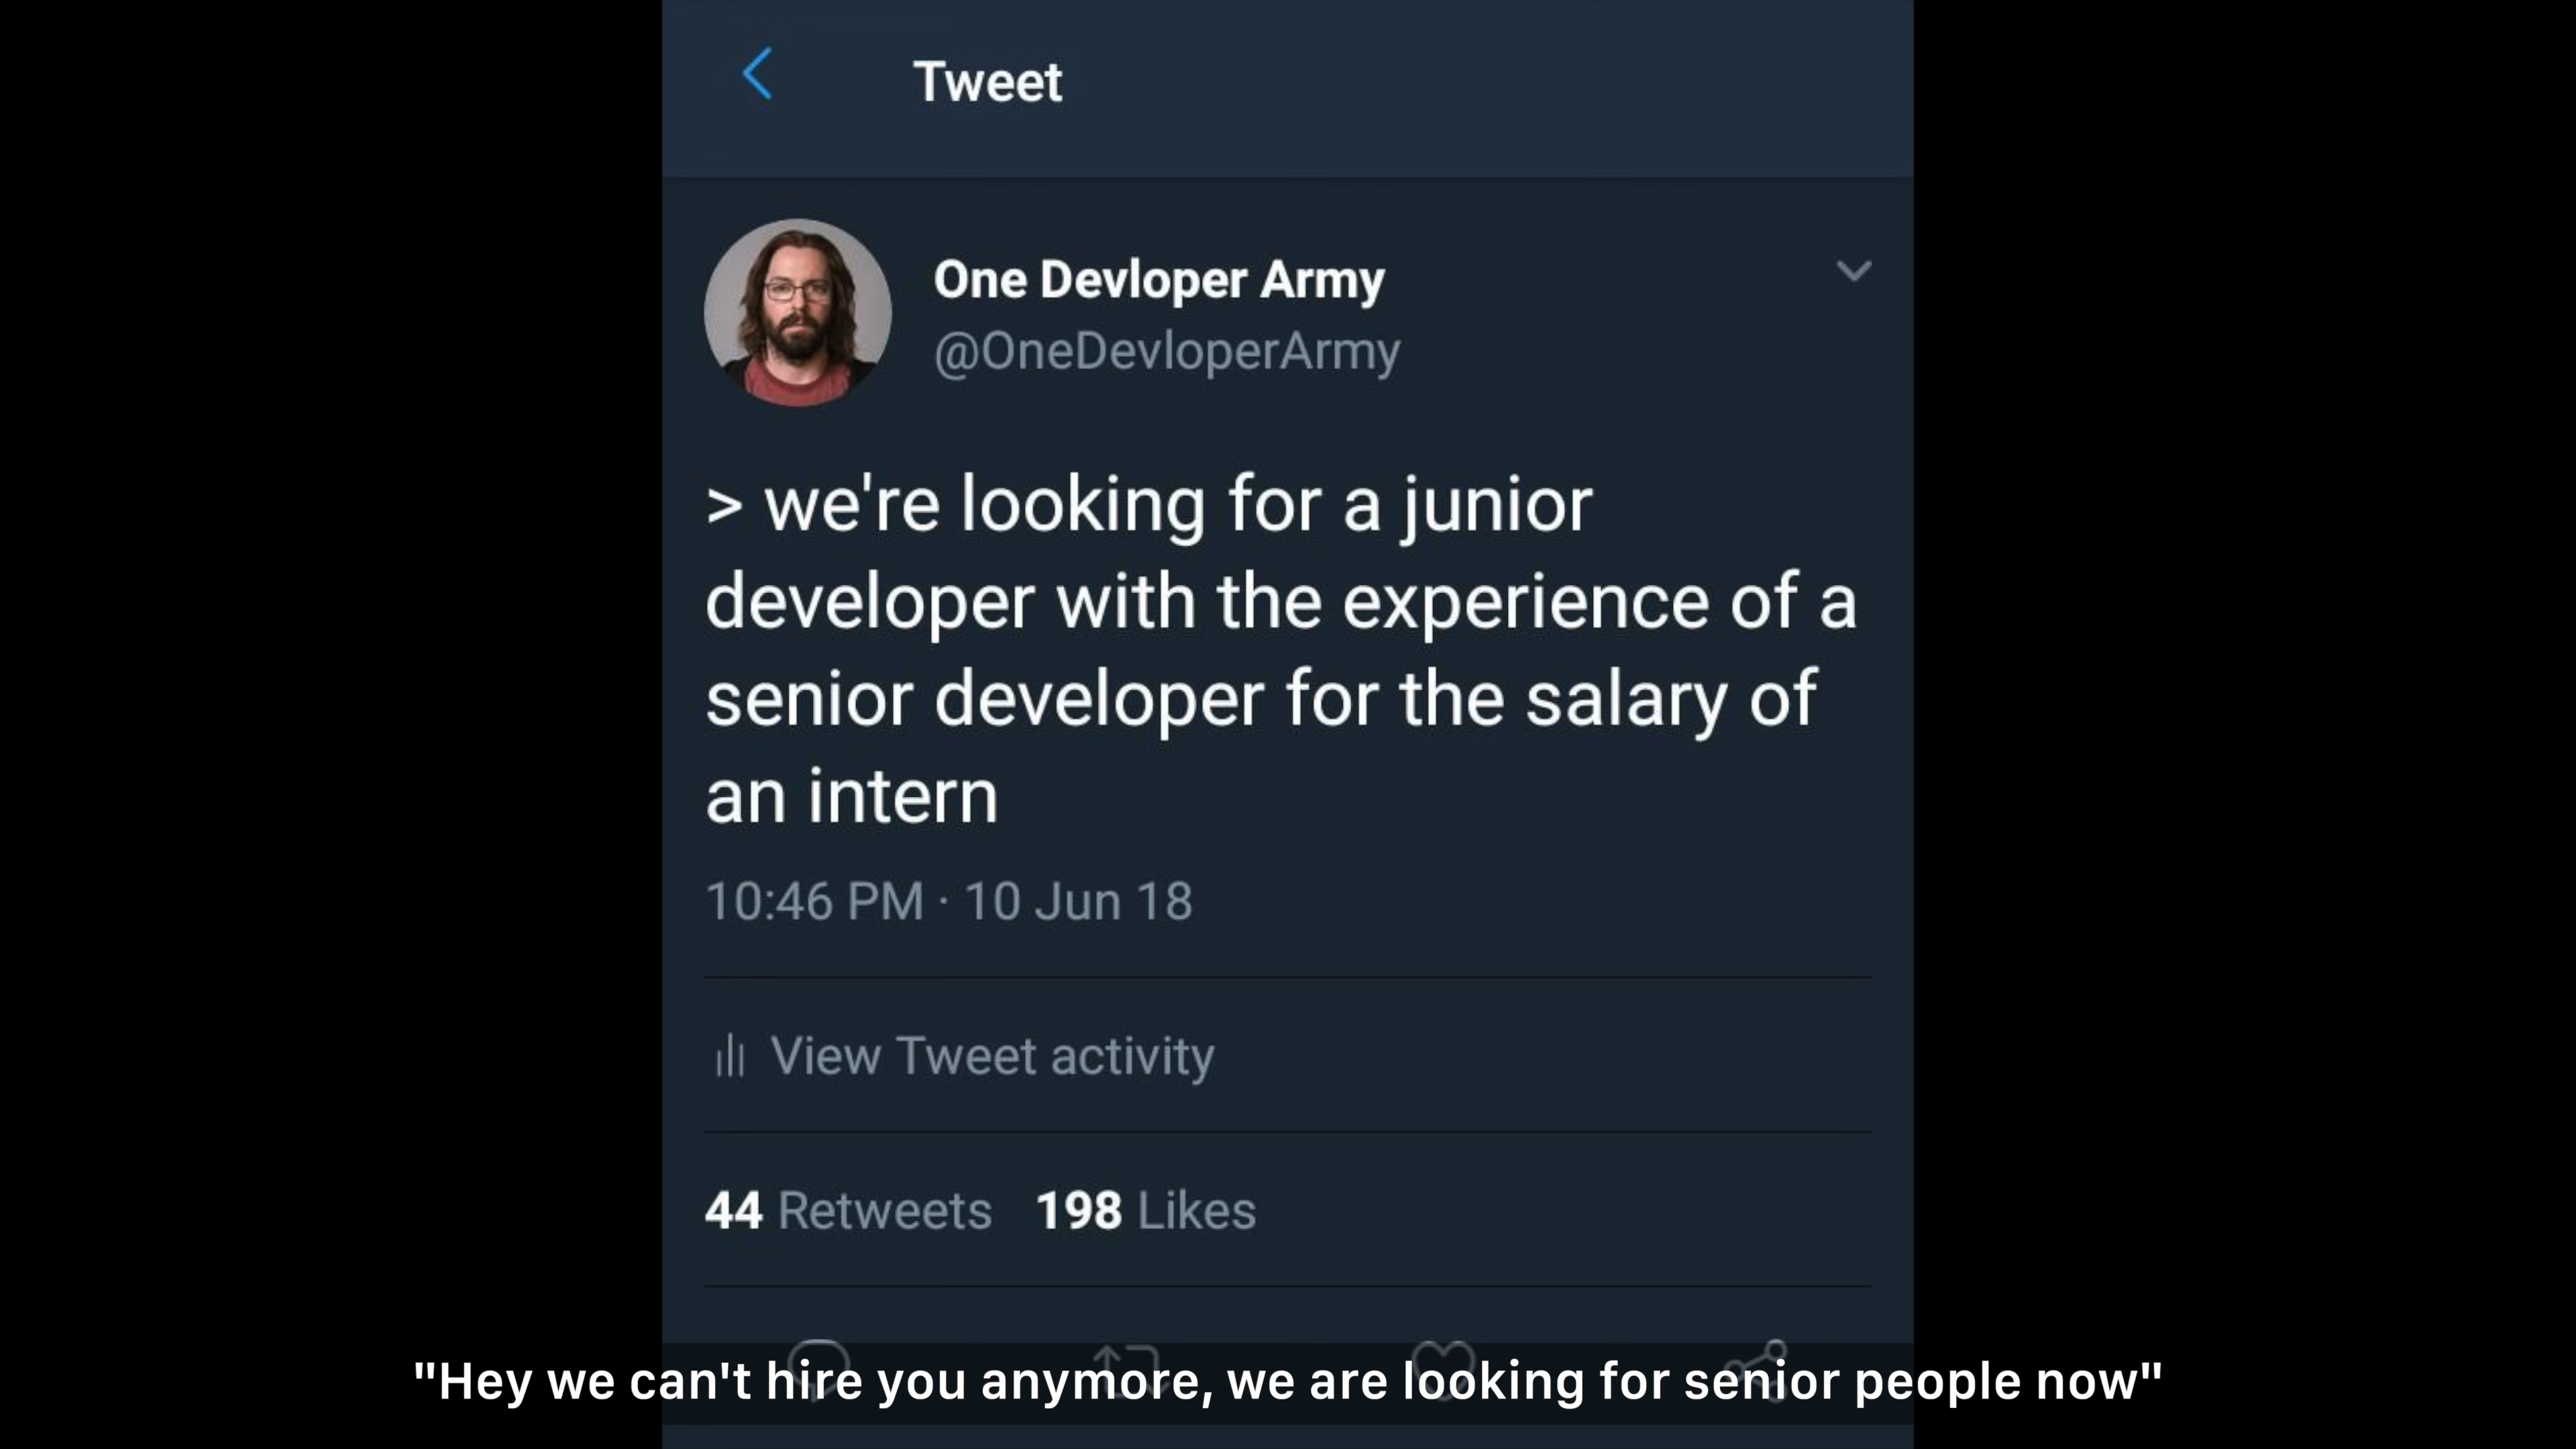 Tweet
One Devloper Army
@OneDevloperArmy
> we're looking for a junior
developer with the experience of a
senior developer for the salary of
an intern
10:46 PM · 10 Jun 18
View Tweet activity
44 Retweets 198 Likes
"Hey we can't hire you anymore, we are looking for senior people now"